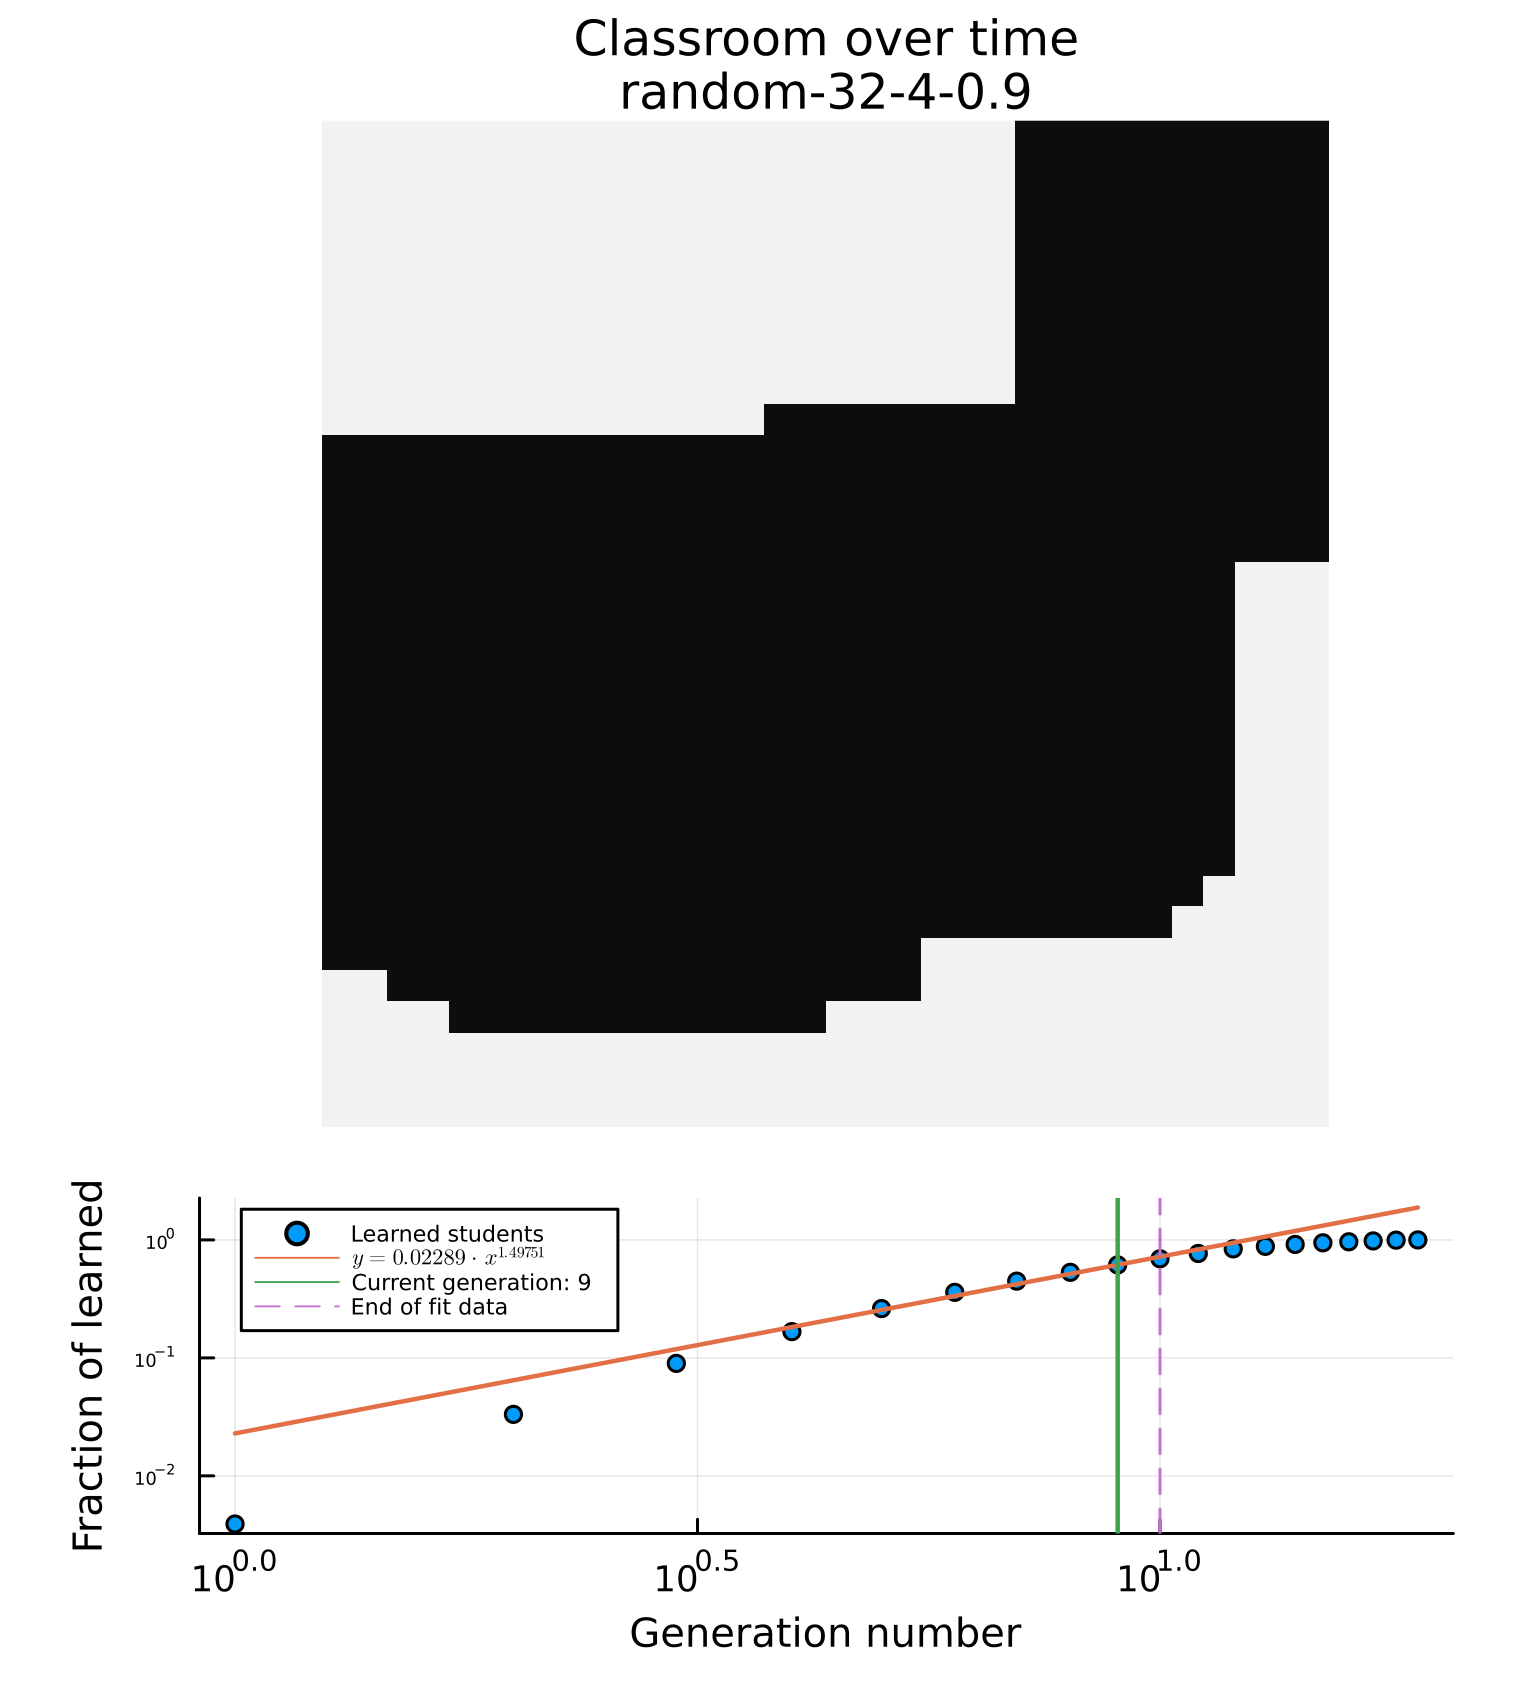 Classroom over time
random-32-4-0.9
Fraction of learned
10⁰
10⁻¹
10⁻²
Learned students
y = 0.02289 · x^1.49751
Current generation: 9
End of fit data
10^0.0 10^0.5 10^1.0
Generation number